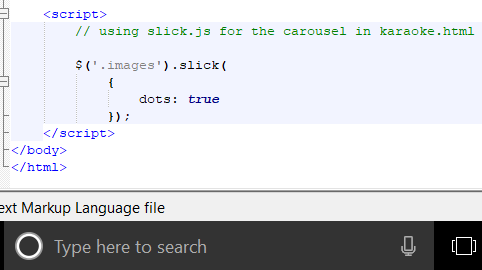 <script>
// using slick.js for the carousel in karaoke.html
$('.images').slick(
{
dots: true
});
</script>
</body>
</html>
ext Markup Language file
Type here to search